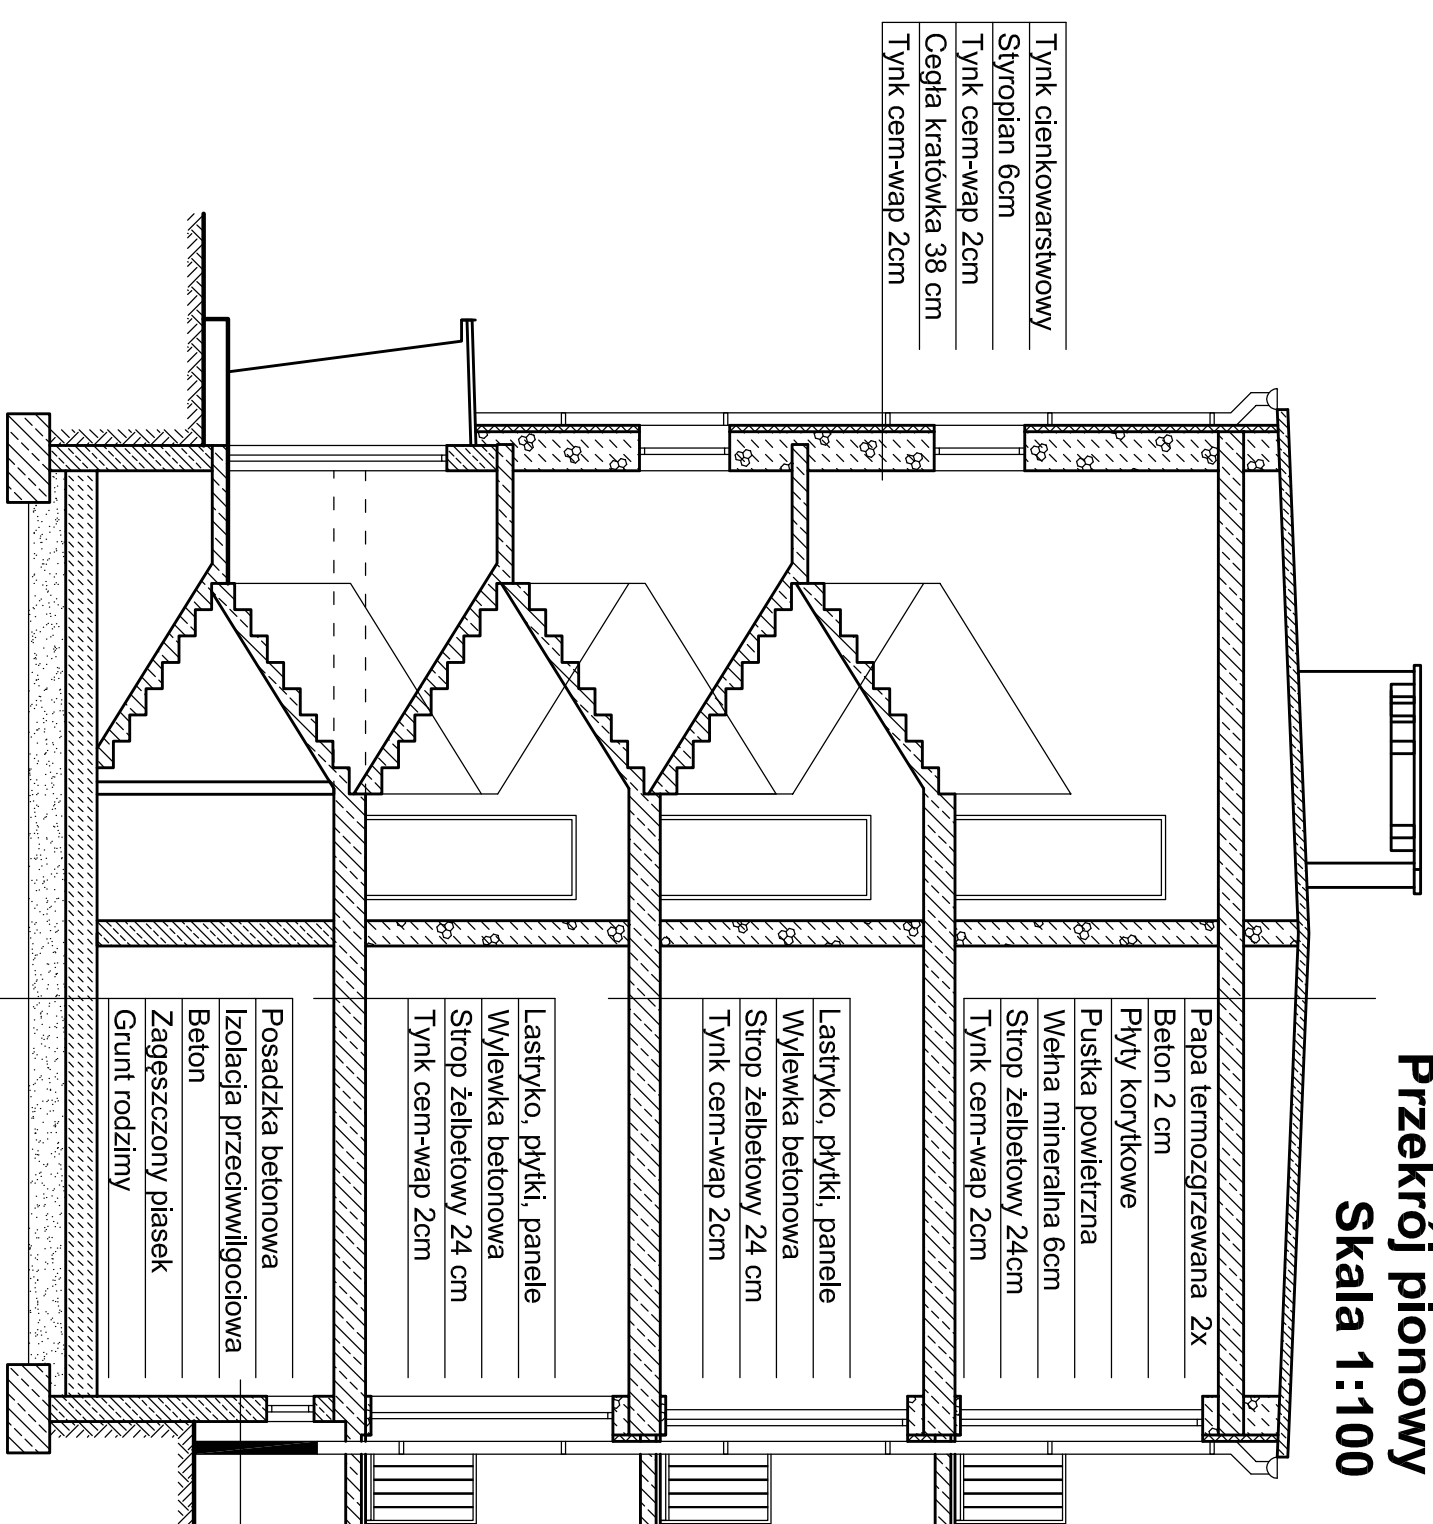 Przekrój pionowy
Skala 1:100
Tynk cienkowarstwowy
Styropian 6cm
Tynk cem-wap 2cm
Cegła kratówka 38 cm
Tynk cem-wap 2cm
Papa termozgrzewana 2x
Beton 2 cm
Płyty korytkowe
Pustka powietrzna
Wełna mineralna 6cm
Strop żelbetowy 24cm
Tynk cem-wap 2cm
Lastryko, płytki, panele
Wylewka betonowa
Strop żelbetowy 24 cm
Tynk cem-wap 2cm
Lastryko, płytki, panele
Wylewka betonowa
Strop żelbetowy 24 cm
Tynk cem-wap 2cm
Posadzka betonowa
Izolacja przeciwwilgociowa
Beton
Zagęszczony piasek
Grunt rodzimy